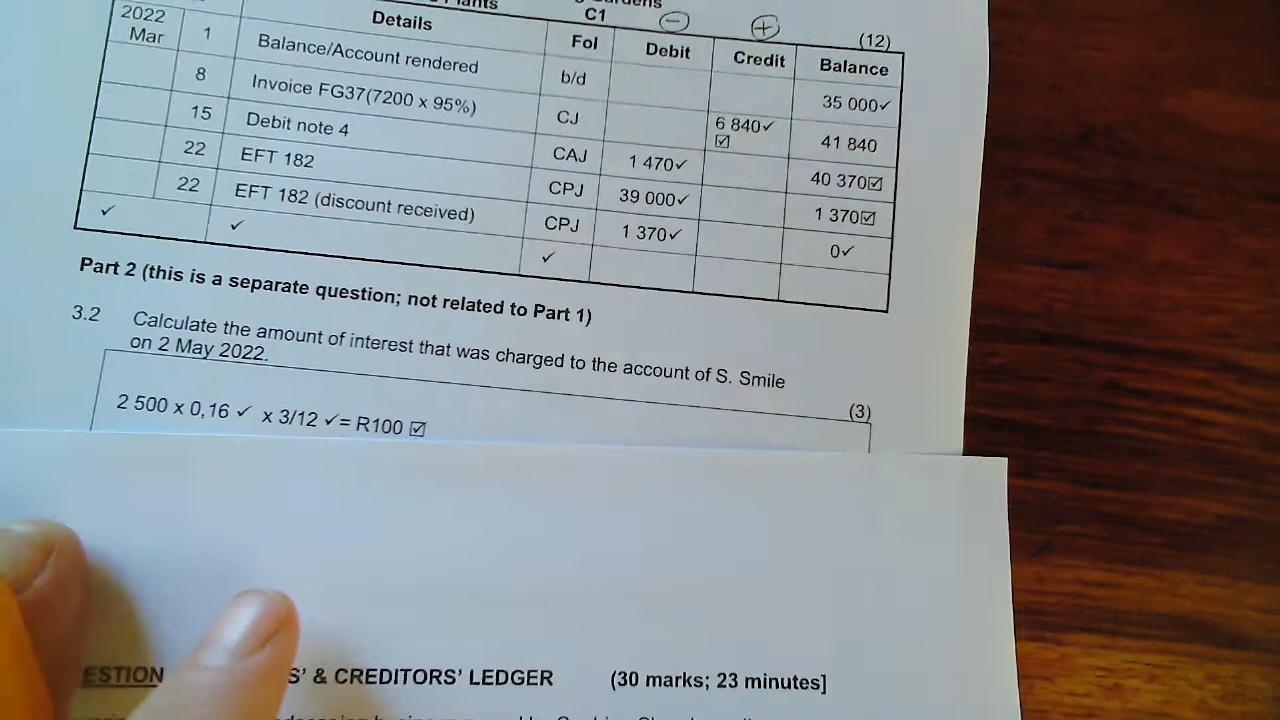 Plants
C1 ⊖ ⊕ (12)
2022 Details Fol Debit Credit Balance
Mar 1 Balance/Account rendered b/d 35 000✓
8 Invoice FG37(7200 x 95%) CJ 6 840✓ ☑ 41 840
15 Debit note 4 CAJ 1 470✓ 40 370☑
22 EFT 182 CPJ 39 000✓ 1 370☑
22 EFT 182 (discount received) CPJ 1 370✓ 0✓
✓ ✓ ✓
Part 2 (this is a separate question; not related to Part 1)
3.2 Calculate the amount of interest that was charged to the account of S. Smile
on 2 May 2022.
(3)
2 500 x 0,16 ✓ x 3/12 ✓= R100 ☑
& CREDITORS' LEDGER (30 marks; 23 minutes]